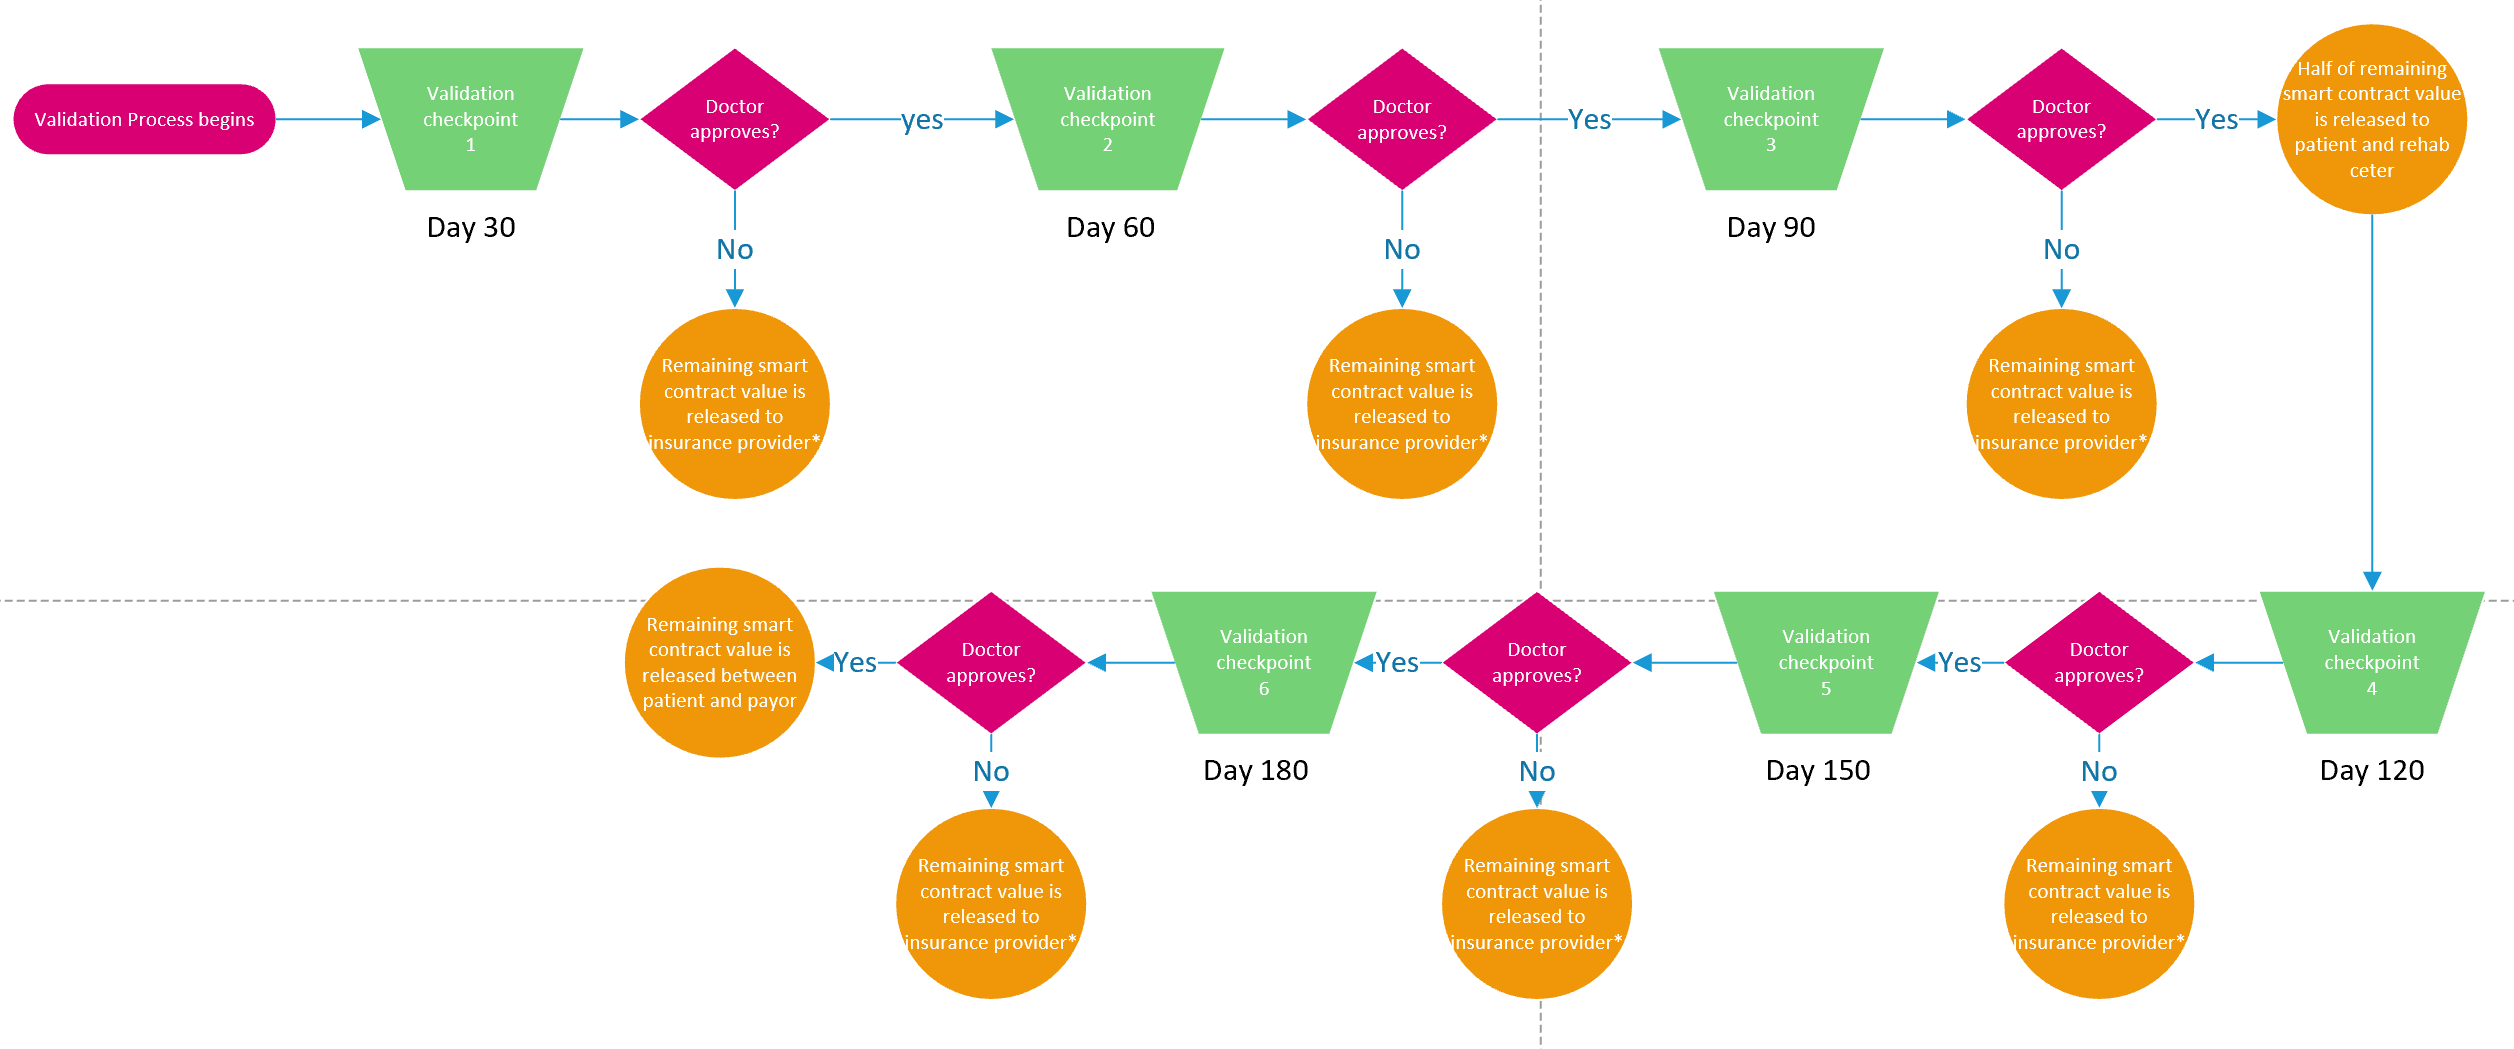 Validation Process begins
Validation
checkpoint
1
Day 30
Doctor
approves?
yes
No
Remaining smart
contract value is
released to
insurance provider*
Validation
checkpoint
2
Day 60
Doctor
approves?
Yes
No
Remaining smart
contract value is
released to
insurance provider*
Validation
checkpoint
3
Day 90
Doctor
approves?
Yes
No
Remaining smart
contract value is
released to
insurance provider*
Half of remaining
smart contract value
is released to
patient and rehab
ceter
Validation
checkpoint
4
Day 120
Doctor
approves?
Yes
No
Remaining smart
contract value is
released to
insurance provider*
Validation
checkpoint
5
Day 150
Doctor
approves?
Yes
No
Remaining smart
contract value is
released to
insurance provider*
Validation
checkpoint
6
Day 180
Doctor
approves?
Yes
No
Remaining smart
contract value is
released to
insurance provider*
Remaining smart
contract value is
released between
patient and payor